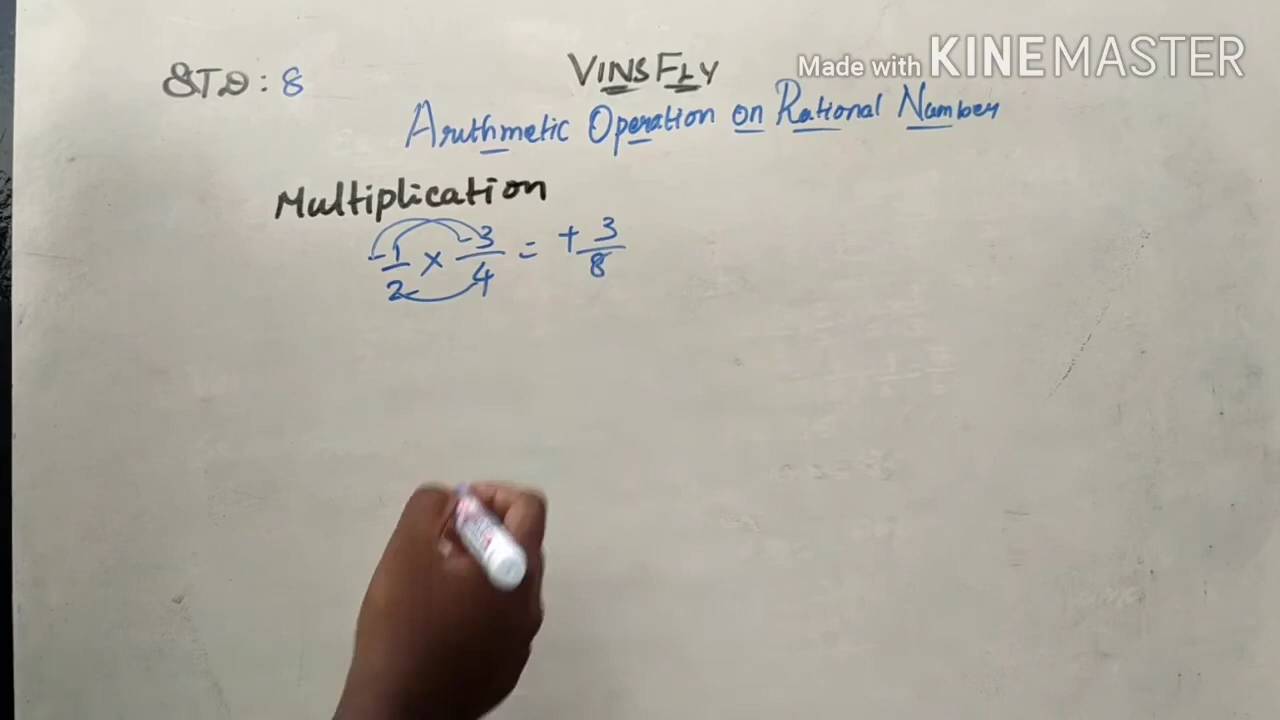 STD : 8
VINSFLY
Made with KINEMASTER
Arithmetic Operation on Rational Number
Multiplication
-1/2 × -3/4 = + 3/8